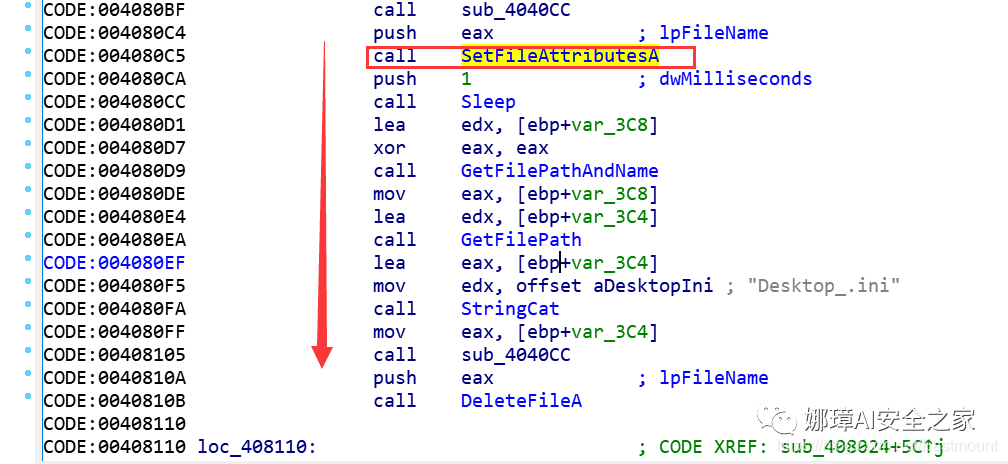 CODE:004080BF call sub_4040CC
CODE:004080C4 push eax ; lpFileName
CODE:004080C5 call SetFileAttributesA
CODE:004080CA push 1 ; dwMilliseconds
CODE:004080CC call Sleep
CODE:004080D1 lea edx, [ebp+var_3C8]
CODE:004080D7 xor eax, eax
CODE:004080D9 call GetFilePathAndName
CODE:004080DE mov eax, [ebp+var_3C8]
CODE:004080E4 lea edx, [ebp+var_3C4]
CODE:004080EA call GetFilePath
CODE:004080EF lea eax, [ebp+var_3C4]
CODE:004080F5 mov edx, offset aDesktopIni ; "Desktop_.ini"
CODE:004080FA call StringCat
CODE:004080FF mov eax, [ebp+var_3C4]
CODE:00408105 call sub_4040CC
CODE:0040810A push eax ; lpFileName
CODE:0040810B call DeleteFileA
CODE:00408110
CODE:00408110 loc_408110: ; CODE XREF: sub_408024+5C↑j
娜璋AI安全之家